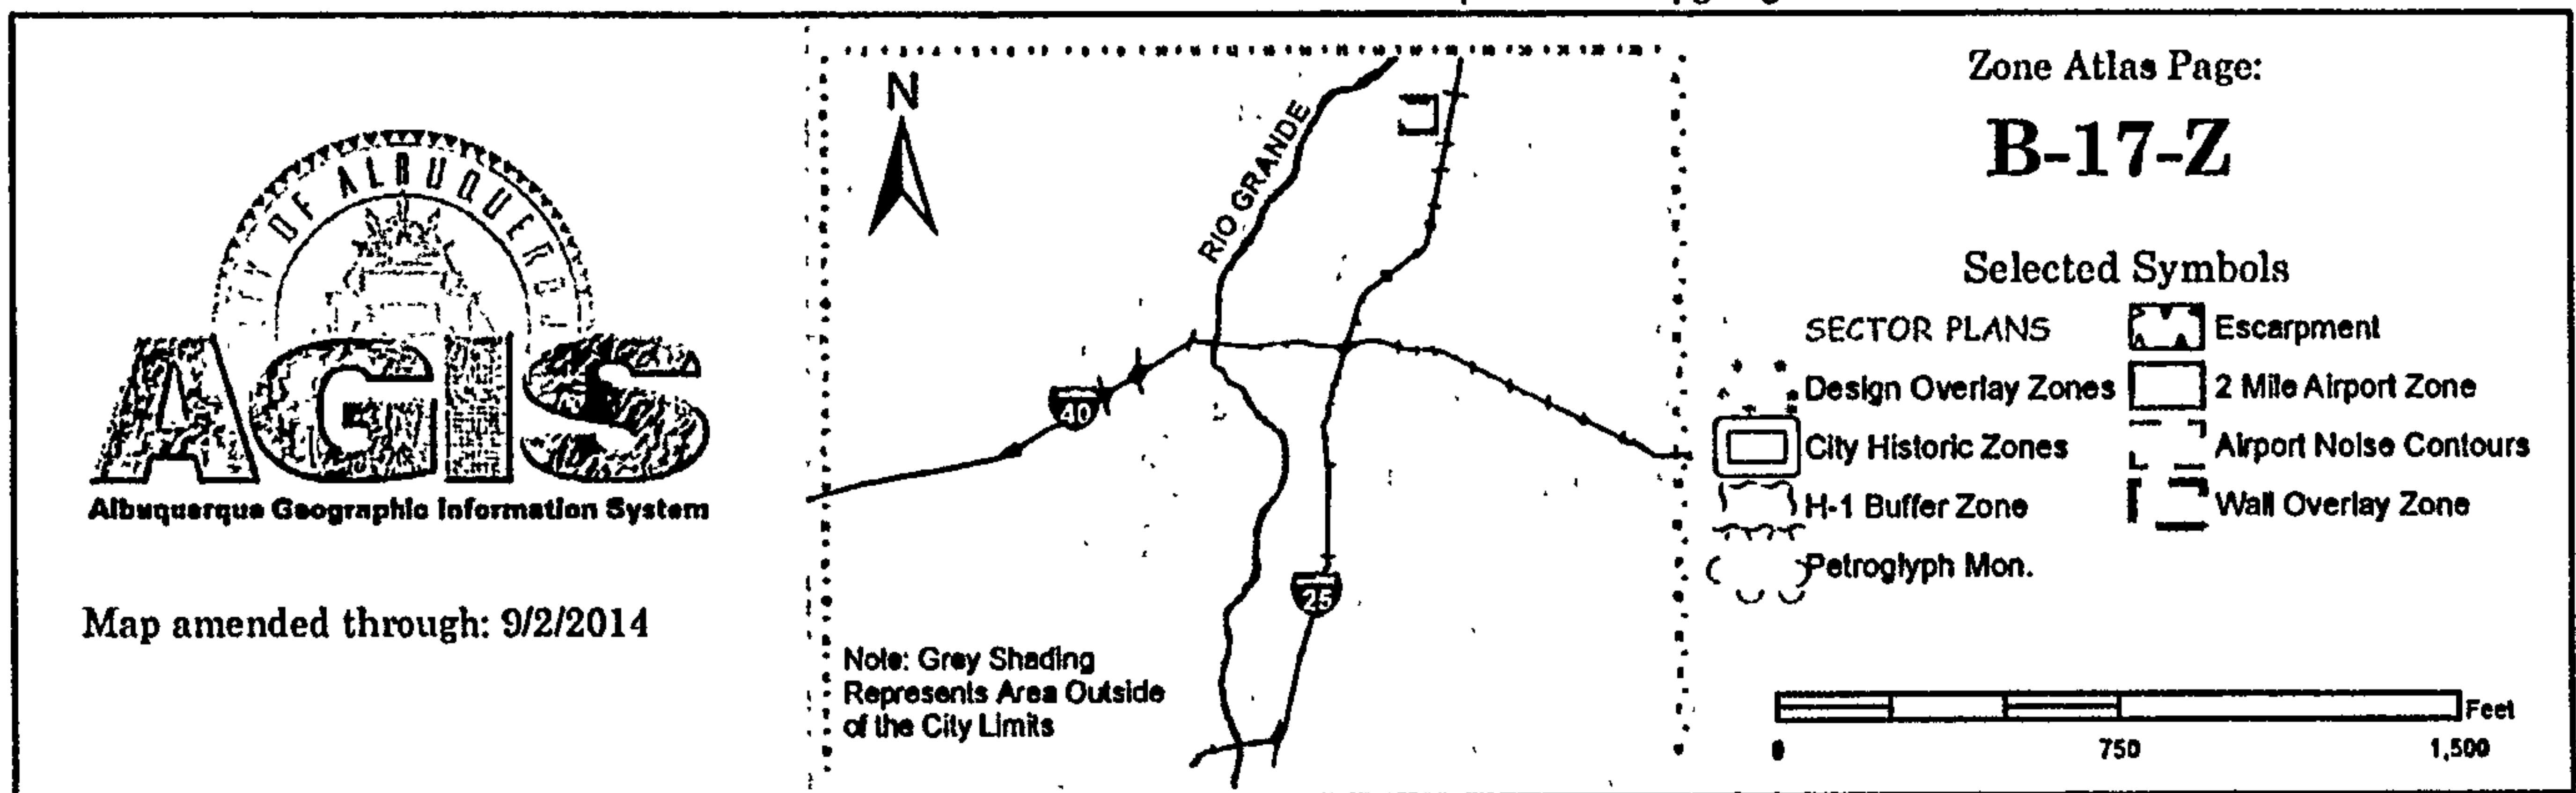 CITY OF ALBUQUERQUE
AGIS
Albuquerque Geographic Information System
Map amended through: 9/2/2014
N
RIO GRANDE
40
25
Note: Grey Shading
Represents Area Outside
of the City Limits
Zone Atlas Page:
B-17-Z
Selected Symbols
SECTOR PLANS
Design Overlay Zones
City Historic Zones
H-1 Buffer Zone
Petroglyph Mon.
Escarpment
2 Mile Airport Zone
Airport Noise Contours
Wall Overlay Zone
Feet
0 750 1,500